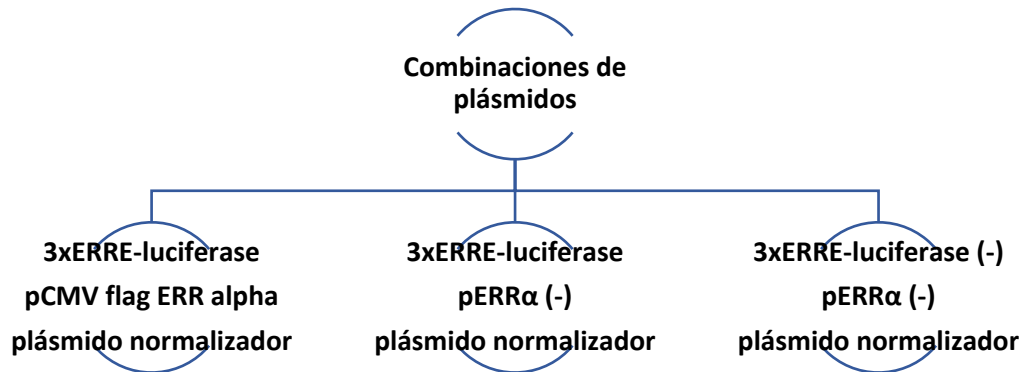 Combinaciones de
plásmidos
3xERRE-luciferase
pCMV flag ERR alpha
plásmido normalizador
3xERRE-luciferase
pERRα (-)
plásmido normalizador
3xERRE-luciferase (-)
pERRα (-)
plásmido normalizador